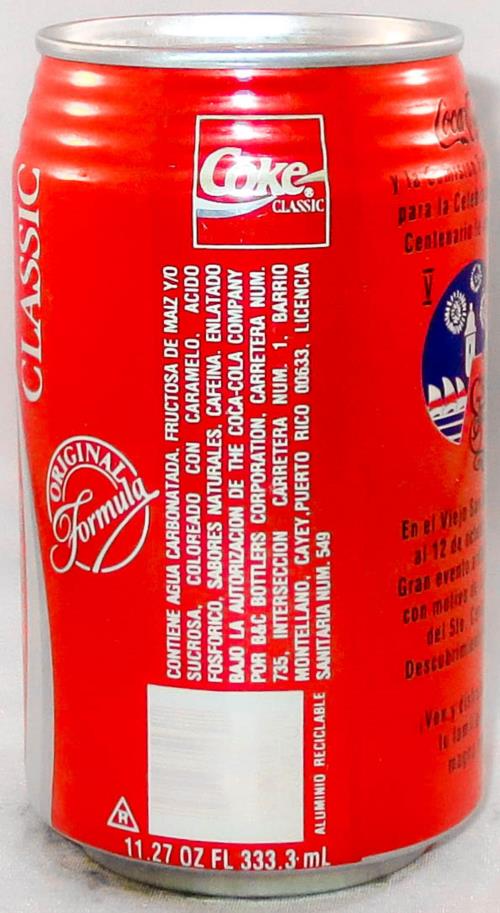 CLASSIC
ORIGINAL
Formula
Coke
CLASSIC
CONTIENE AGUA CARBONATADA. FRUCTOSA DE MAIZ Y/O
SUCROSA, COLOREADO CON CARAMELO, ACIDO
FOSFORICO, SABORES NATURALES, CAFEINA. ENLATADO
BAJO LA AUTORIZACION DE THE COCA-COLA COMPANY
POR B&C BOTTLERS CORPORATION, CARRETERA NUM.
735, INTERSECCION CARRETERA NUM. 1, BARRIO
MONTELLANO, CAYEY, PUERTO RICO 00633. LICENCIA
SANITARIA NUM. 549
ALUMINIO RECICLABLE
R
11.27 OZ FL 333.3 mL
Y la
para la
Centenario
V
En el Viejo
al 12 de
Gran evento
con motivo
del 5to.